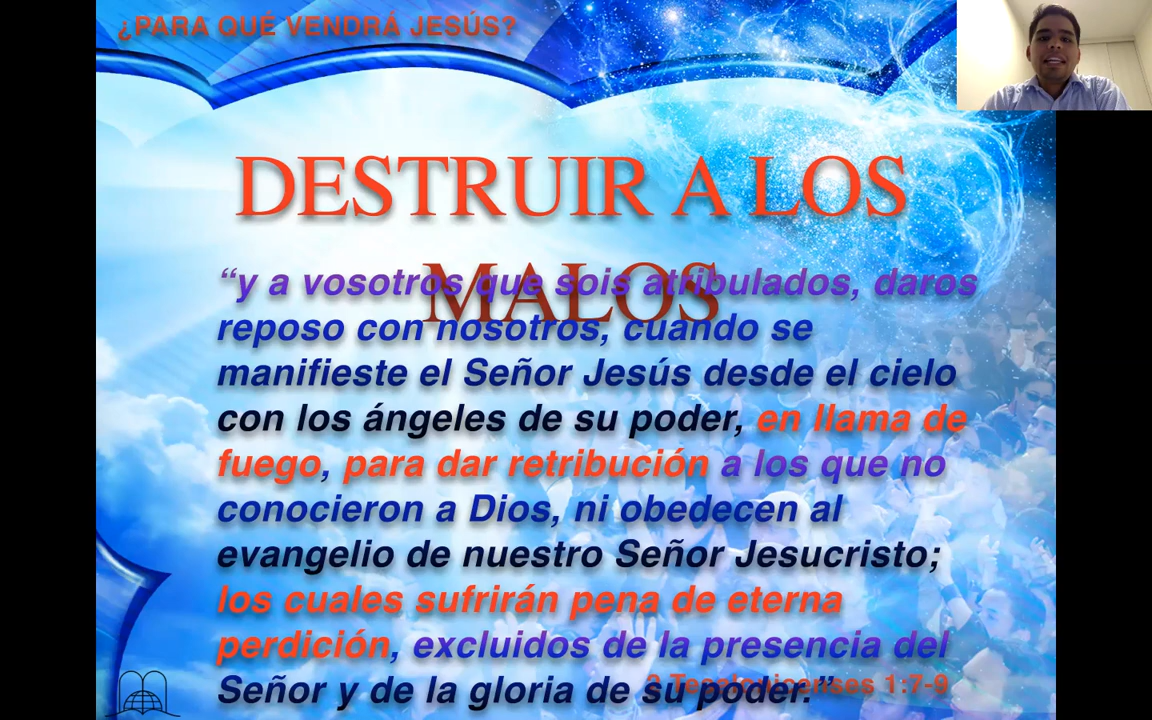 ¿PARA QUÉ VENDRÁ JESÚS?
DESTRUIR A LOS
MALOS
“y a vosotros que sois atribulados, daros
reposo con nosotros, cuando se
manifieste el Señor Jesús desde el cielo
con los ángeles de su poder, en llama de
fuego, para dar retribución a los que no
conocieron a Dios, ni obedecen al
evangelio de nuestro Señor Jesucristo;
los cuales sufrirán pena de eterna
perdición, excluidos de la presencia del
Señor y de la gloria de su poder.”
2 Tesalonicenses 1:7-9